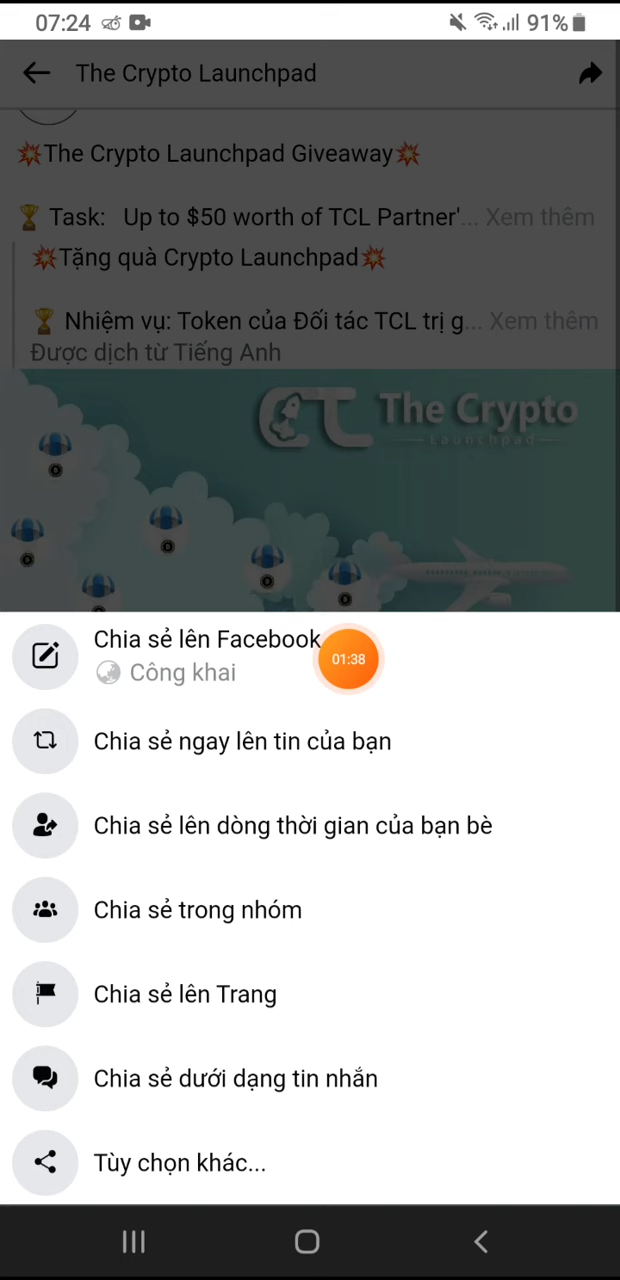 07:24
91%
The Crypto Launchpad
💥The Crypto Launchpad Giveaway💥
🏆 Task: Up to $50 worth of TCL Partner'... Xem thêm
💥Tặng quà Crypto Launchpad💥
🏆 Nhiệm vụ: Token của Đối tác TCL trị g... Xem thêm
Được dịch từ Tiếng Anh
The Crypto
Launchpad
Chia sẻ lên Facebook
01:38
Công khai
Chia sẻ ngay lên tin của bạn
Chia sẻ lên dòng thời gian của bạn bè
Chia sẻ trong nhóm
Chia sẻ lên Trang
Chia sẻ dưới dạng tin nhắn
Tùy chọn khác...